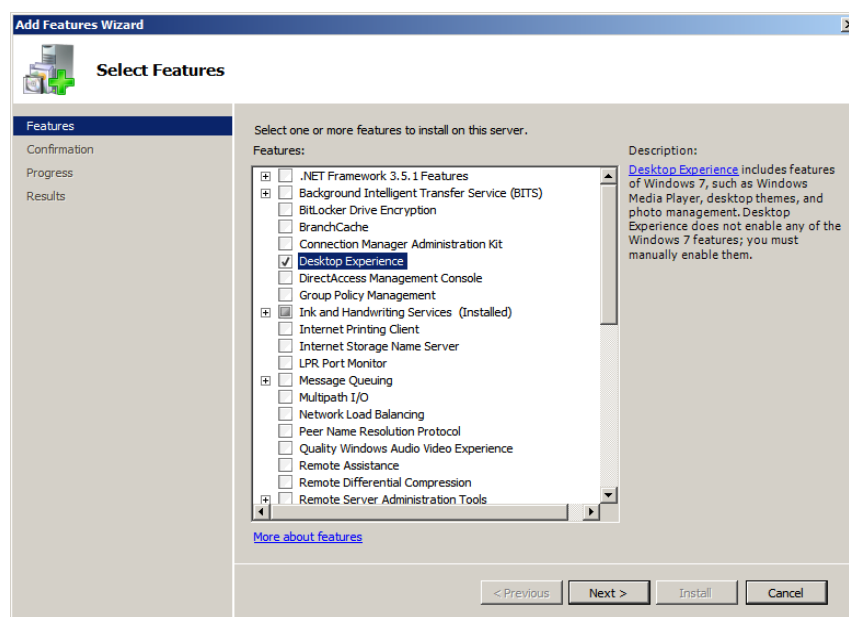 Add Features Wizard
Select Features
Features
Confirmation
Progress
Results
Select one or more features to install on this server.
Features:
.NET Framework 3.5.1 Features
Background Intelligent Transfer Service (BITS)
BitLocker Drive Encryption
BranchCache
Connection Manager Administration Kit
Desktop Experience
DirectAccess Management Console
Group Policy Management
Ink and Handwriting Services (Installed)
Internet Printing Client
Internet Storage Name Server
LPR Port Monitor
Message Queuing
Multipath I/O
Network Load Balancing
Peer Name Resolution Protocol
Quality Windows Audio Video Experience
Remote Assistance
Remote Differential Compression
Remote Server Administration Tools
Description:
Desktop Experience includes features
of Windows 7, such as Windows
Media Player, desktop themes, and
photo management. Desktop
Experience does not enable any of the
Windows 7 features; you must
manually enable them.
More about features
< Previous
Next >
Install
Cancel